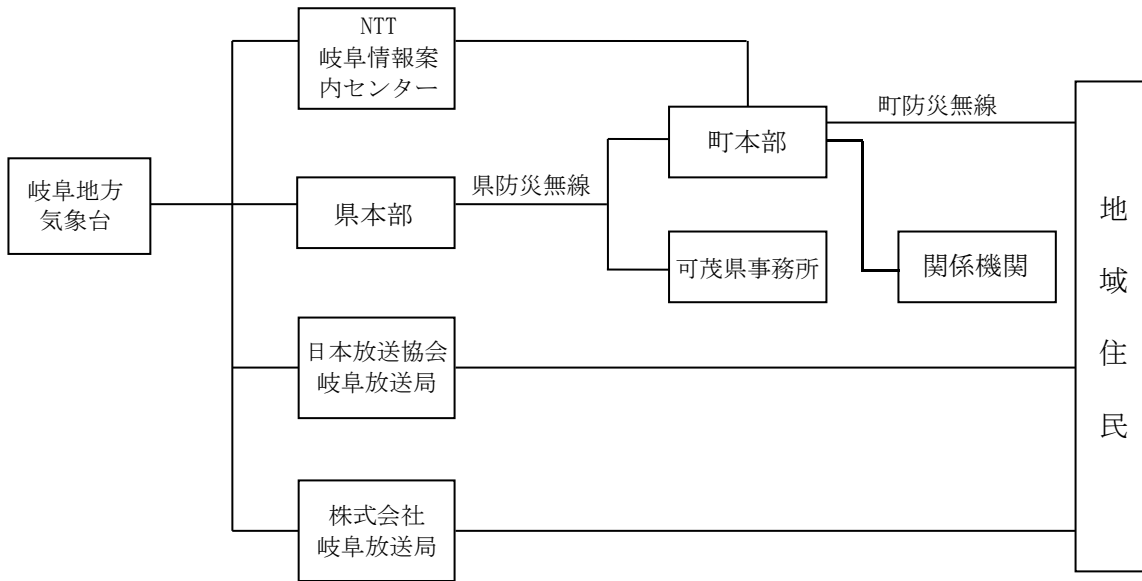 NTT
岐阜情報案
内センター
町防災無線
町本部
岐阜地方
気象台
県本部
県防災無線
可茂県事務所
関係機関
地域住民
日本放送協会
岐阜放送局
株式会社
岐阜放送局